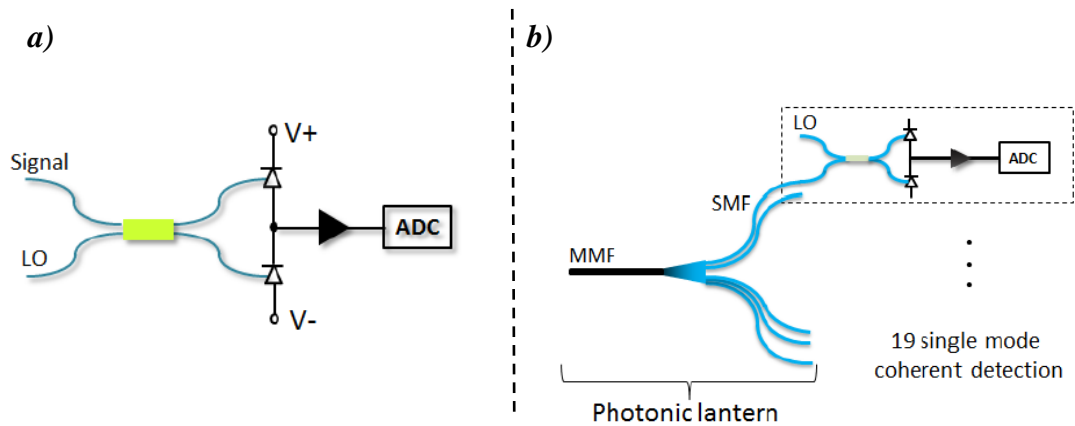 a)
V+
Signal
ADC
LO
V-
b)
LO
ADC
SMF
MMF
19 single mode
coherent detection
Photonic lantern